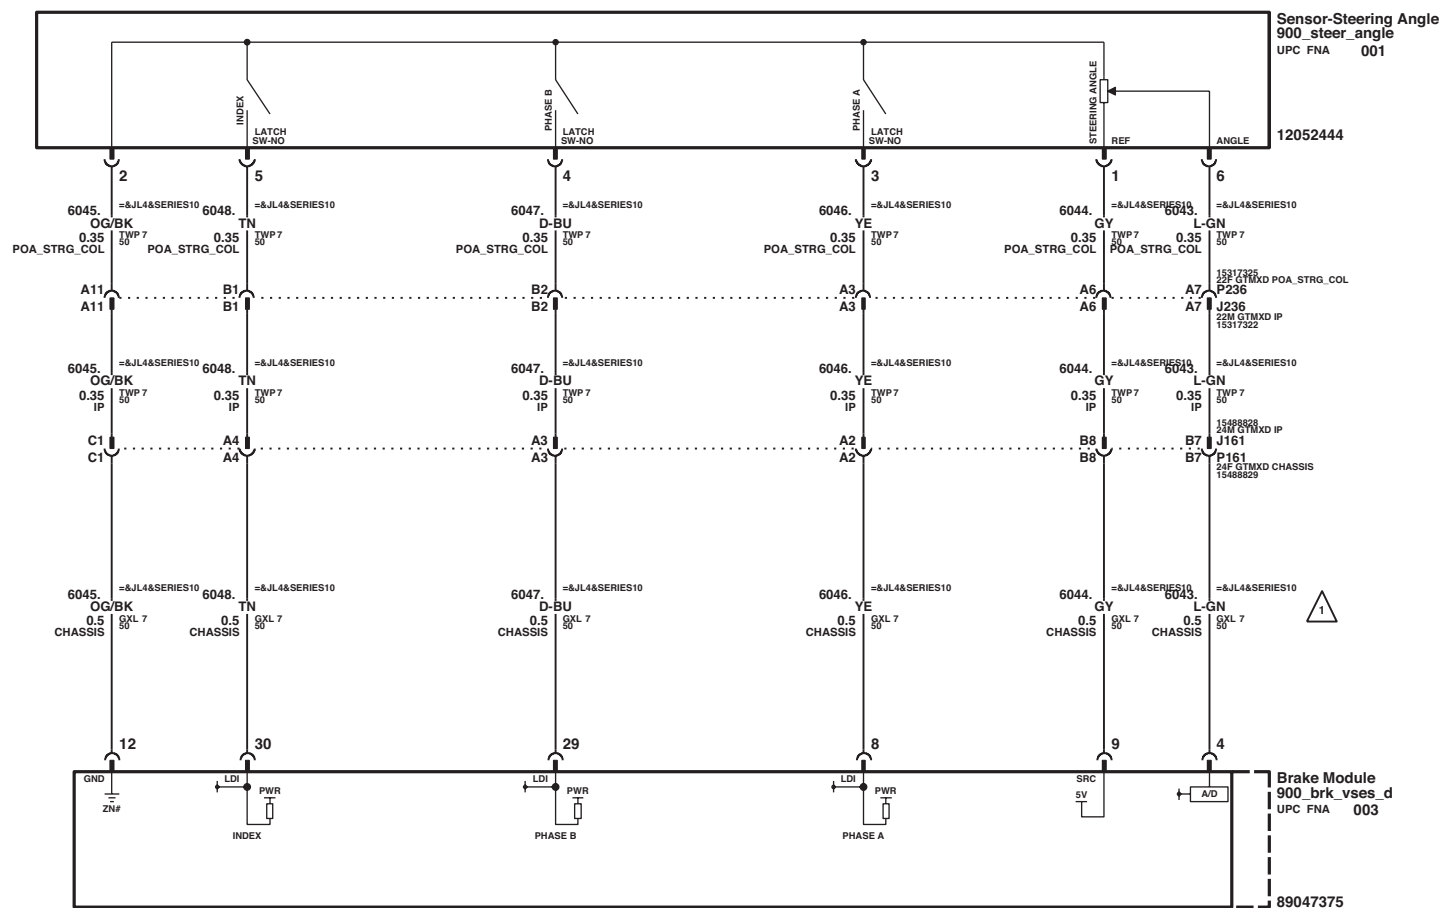 Sensor-Steering Angle
900_steer_angle
UPC FNA 001
12052444
INDEX
LATCH
SW-NO
PHASE B
LATCH
SW-NO
PHASE A
LATCH
SW-NO
STEERING ANGLE
REF
ANGLE
2 5 4 3 1 6
6045. =&JL4&SERIES10 6048. =&JL4&SERIES10 6047. =&JL4&SERIES10 6046. =&JL4&SERIES10 6044. =&JL4&SERIES10 6043. =&JL4&SERIES10
OG/BK TN D-BU YE GY L-GN
0.35 TWP 7 0.35 TWP 7 0.35 TWP 7 0.35 TWP 7 0.35 TWP 7 0.35 TWP 7
50 50 50 50 50 50
POA_STRG_COL POA_STRG_COL POA_STRG_COL POA_STRG_COL POA_STRG_COL POA_STRG_COL
15317325
22F GTMXD POA_STRG_COL
A11 B1 B2 A3 A6 A7 P236
A11 B1 B2 A3 A6 A7 J236
22M GTMXD IP
15317322
6045. =&JL4&SERIES10 6048. =&JL4&SERIES10 6047. =&JL4&SERIES10 6046. =&JL4&SERIES10 6044. =&JL4&SERIES10 6043. =&JL4&SERIES10
OG/BK TN D-BU YE GY L-GN
0.35 TWP 7 0.35 TWP 7 0.35 TWP 7 0.35 TWP 7 0.35 TWP 7 0.35 TWP 7
50 50 50 50 50 50
IP IP IP IP IP IP
15488828
24M GTMXD IP
C1 A4 A3 A2 B8 B7 J161
C1 A4 A3 A2 B8 B7 P161
24F GTMXD CHASSIS
15488829
6045. =&JL4&SERIES10 6048. =&JL4&SERIES10 6047. =&JL4&SERIES10 6046. =&JL4&SERIES10 6044. =&JL4&SERIES10 6043. =&JL4&SERIES10
OG/BK TN D-BU YE GY L-GN
0.5 GXL 7 0.5 GXL 7 0.5 GXL 7 0.5 GXL 7 0.5 GXL 7 0.5 GXL 7
50 50 50 50 50 50
CHASSIS CHASSIS CHASSIS CHASSIS CHASSIS CHASSIS
1
12 30 29 8 9 4
GND LDI LDI LDI SRC
PWR PWR PWR 5V A/D
ZN#
INDEX PHASE B PHASE A
Brake Module
900_brk_vses_d
UPC FNA 003
89047375